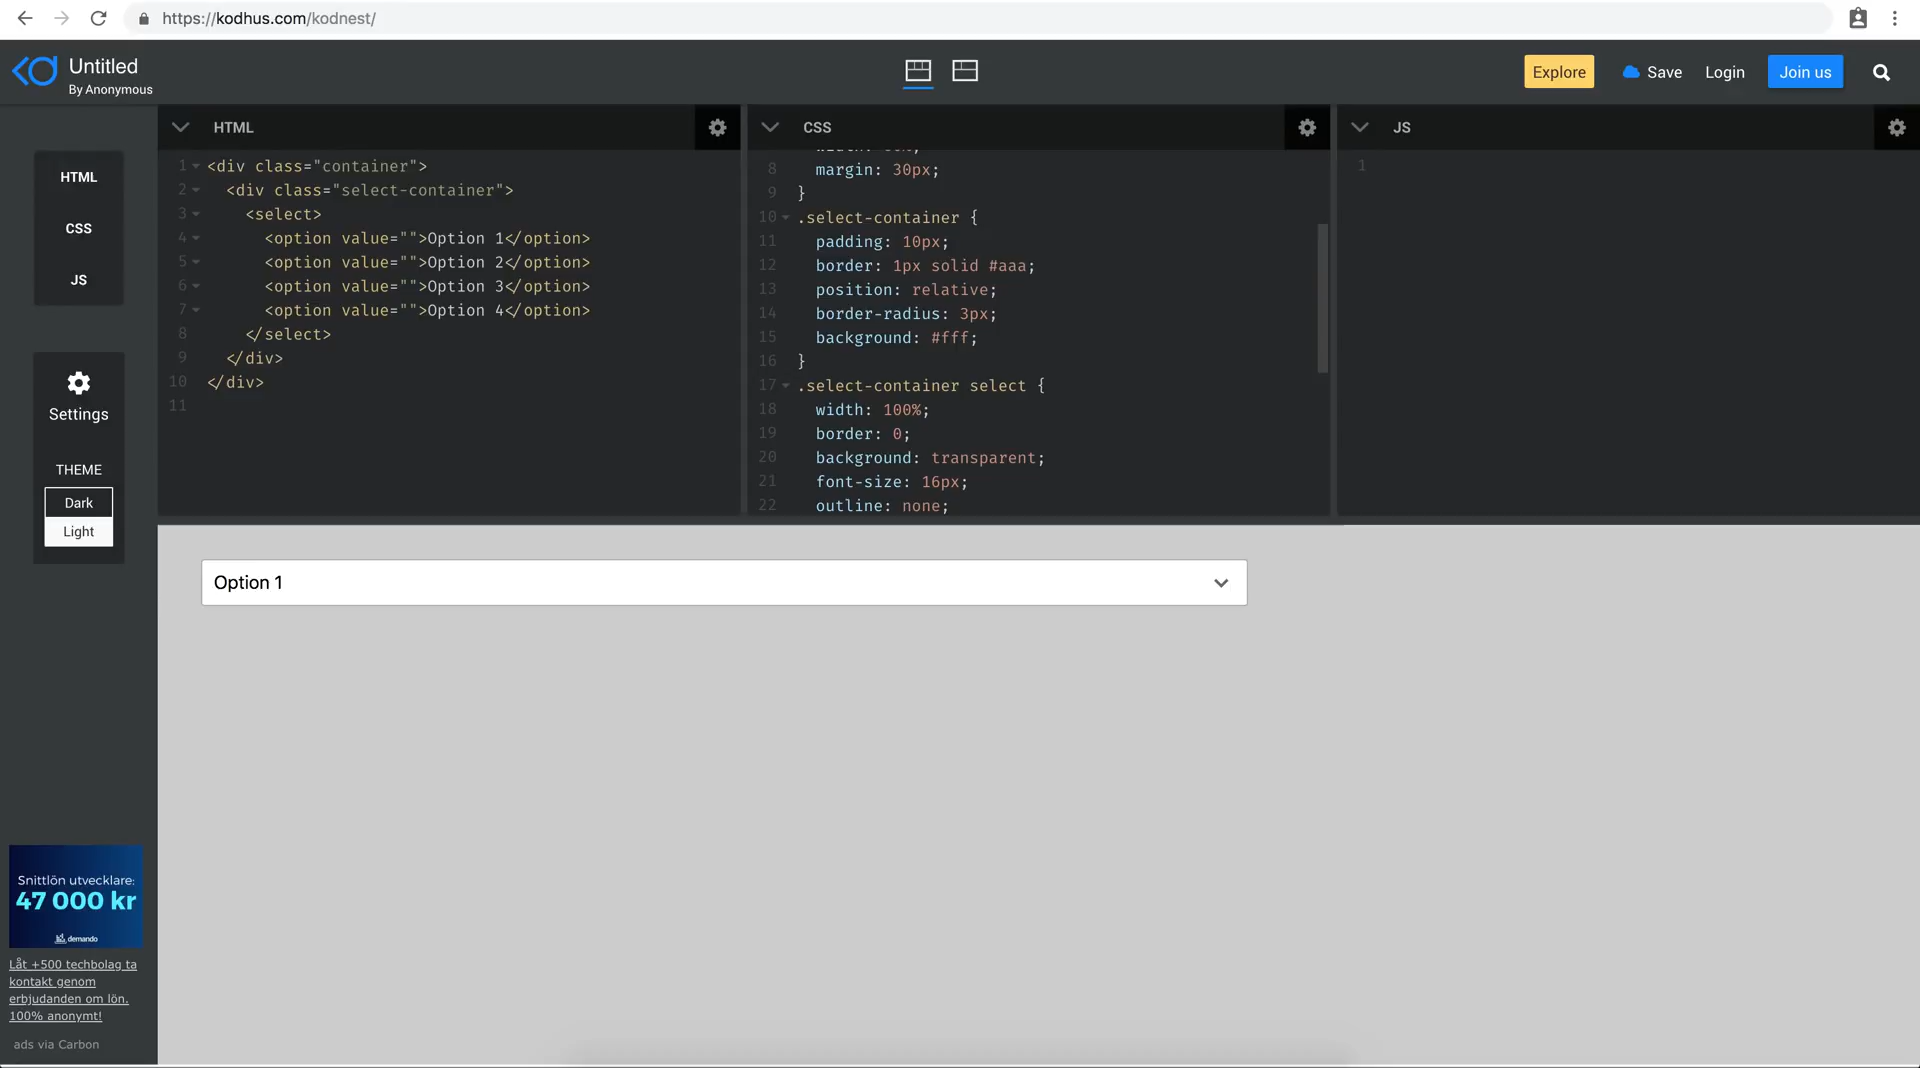 https://kodhus.com/kodnest/
Untitled
By Anonymous
Explore
Save
Login
Join us
HTML
CSS
JS
Settings
THEME
Dark
Light
HTML
1 <div class="container">
2 <div class="select-container">
3 <select>
4 <option value="">Option 1</option>
5 <option value="">Option 2</option>
6 <option value="">Option 3</option>
7 <option value="">Option 4</option>
8 </select>
9 </div>
10 </div>
11
CSS
8 margin: 30px;
9 }
10 .select-container {
11 padding: 10px;
12 border: 1px solid #aaa;
13 position: relative;
14 border-radius: 3px;
15 background: #fff;
16 }
17 .select-container select {
18 width: 100%;
19 border: 0;
20 background: transparent;
21 font-size: 16px;
22 outline: none;
JS
1
Option 1
Snittlön utvecklare:
47 000 kr
demando
Låt +500 techbolag ta
kontakt genom
erbjudanden om lön.
100% anonymt!
ads via Carbon